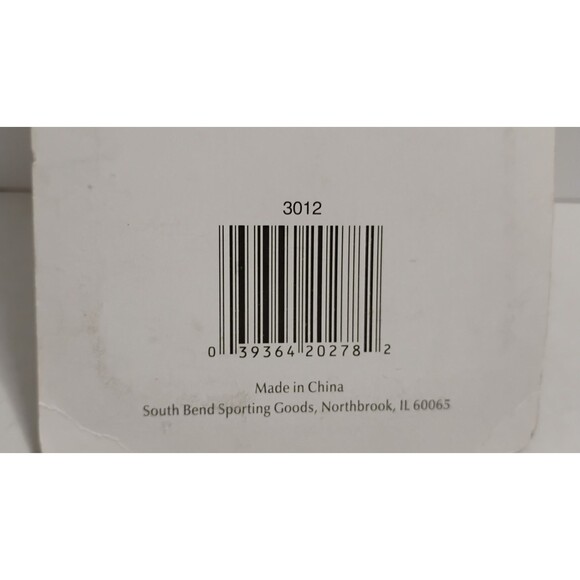 3012
0 39364 20278 2
Made in China
South Bend Sporting Goods, Northbrook, IL 60065